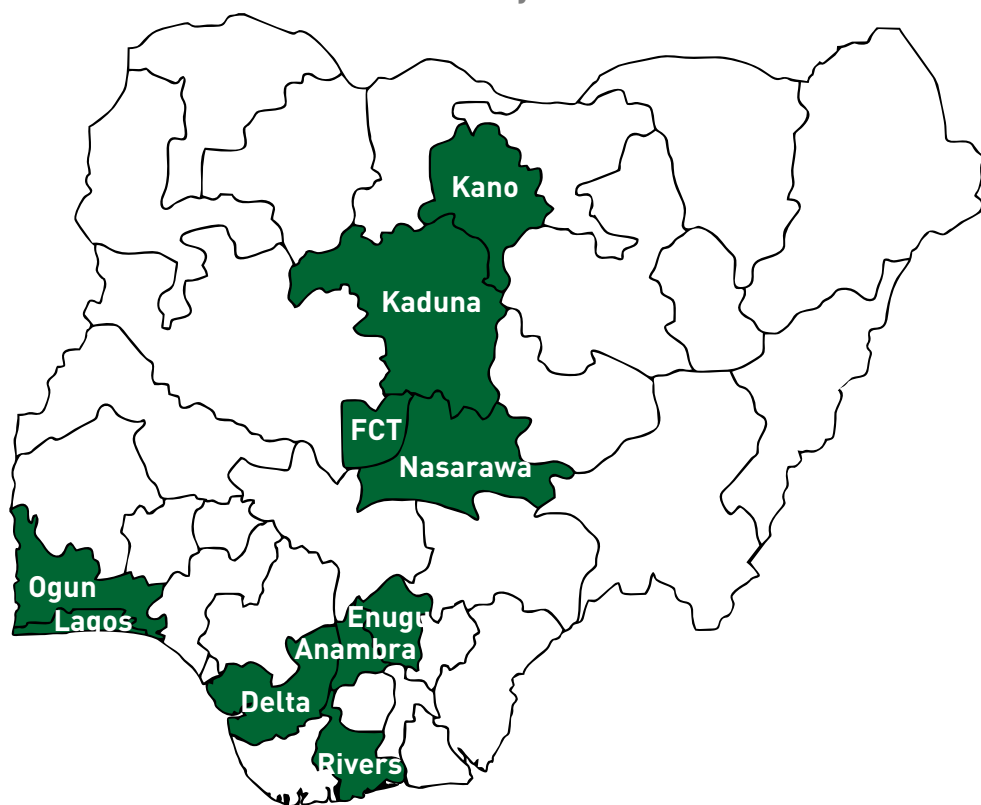 Kano
Kaduna
FCT
Nasarawa
Ogun
Lagos
Enugu
Anambra
Delta
Rivers